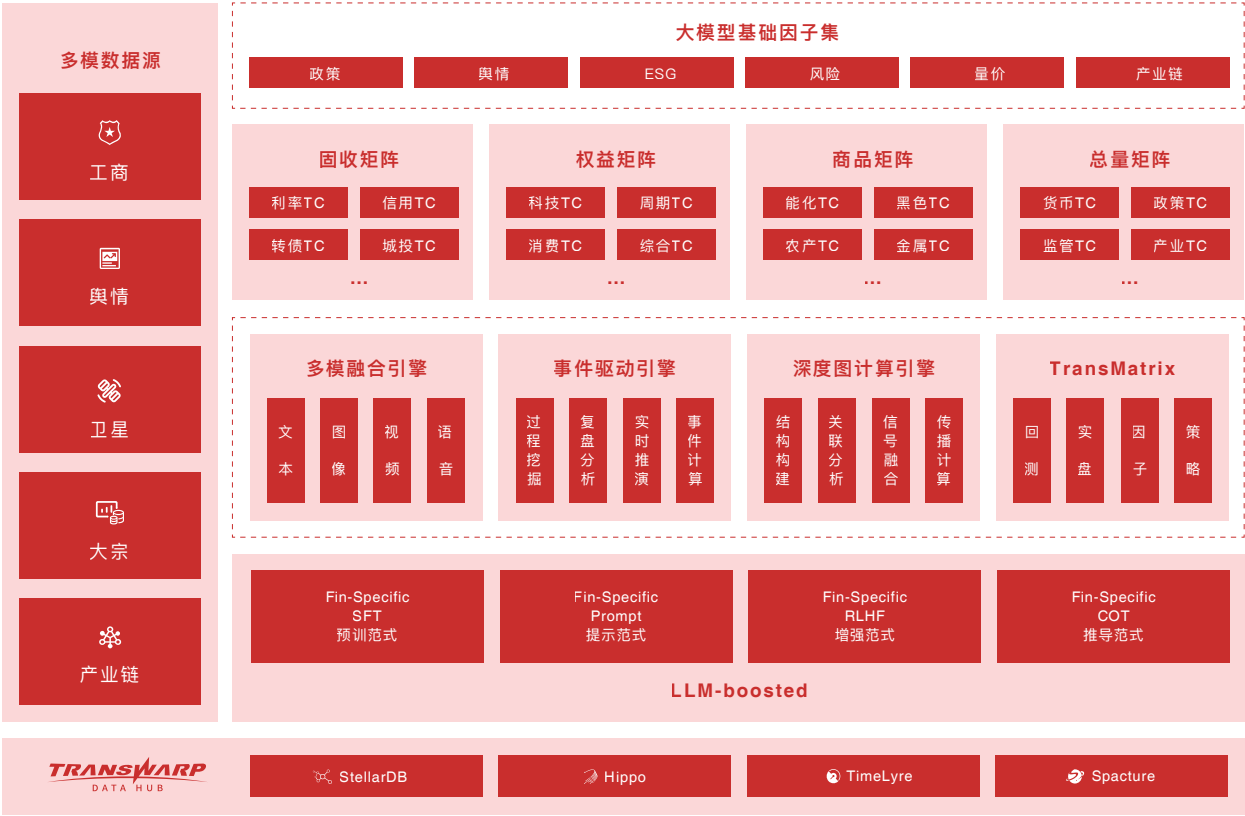 多模数据源
工商
舆情
卫星
大宗
产业链
大模型基础因子集
政策
舆情
ESG
风险
量价
产业链
固收矩阵
利率TC
信用TC
转债TC
城投TC
...
权益矩阵
科技TC
周期TC
消费TC
综合TC
...
商品矩阵
能化TC
黑色TC
农产TC
金属TC
...
总量矩阵
货币TC
政策TC
监管TC
产业TC
...
多模融合引擎
文本
图像
视频
语音
事件驱动引擎
过程挖掘
复盘分析
实时推演
事件计算
深度图计算引擎
结构构建
关联分析
信号融合
传播计算
TransMatrix
回测
实盘
因子
策略
Fin-Specific
SFT
预训范式
Fin-Specific
Prompt
提示范式
Fin-Specific
RLHF
增强范式
Fin-Specific
COT
推导范式
LLM-boosted
TRANSWARP
DATA HUB
StellarDB
Hippo
TimeLyre
Spacture